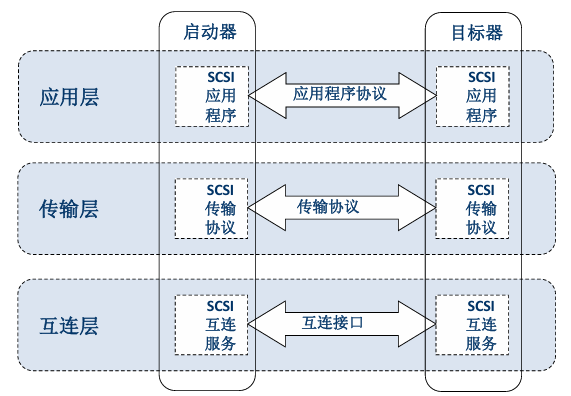 启动器
目标器
应用层
SCSI
应用
程序
应用程序协议
SCSI
应用
程序
传输层
SCSI
传输
协议
传输协议
SCSI
传输
协议
互连层
SCSI
互连
服务
互连接口
SCSI
互连
服务